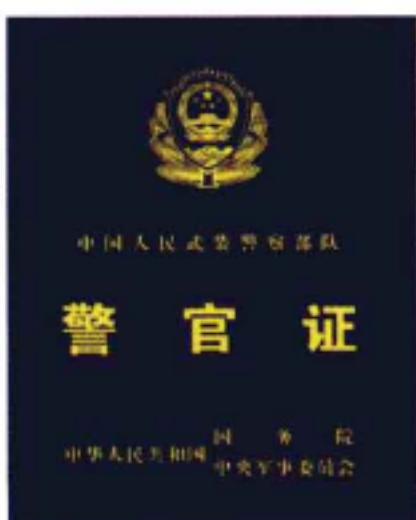 中国人民武装警察部队
警官证
国务院
中华人民共和国
中央军事委员会